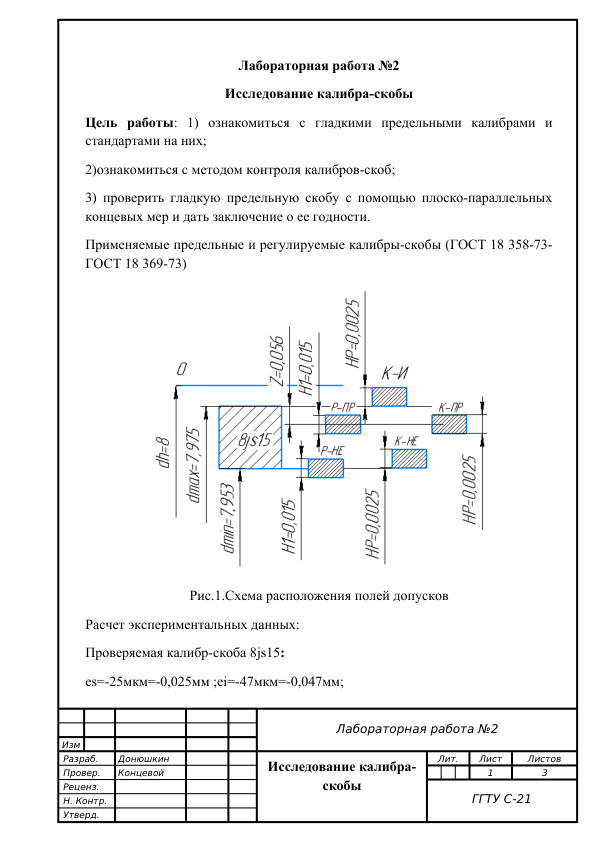 Лабораторная работа №2
Исследование калибра-скобы
Цель работы: 1) ознакомиться с гладкими предельными калибрами и
стандартами на них;
2)ознакомиться с методом контроля калибров-скоб;
3) проверить гладкую предельную скобу с помощью плоско-параллельных
концевых мер и дать заключение о ее годности.
Применяемые предельные и регулируемые калибры-скобы (ГОСТ 18 358-73-
ГОСТ 18 369-73)
0
Z=0,056
H1=0,015
HP=0,0025
К-И
Р-ПР
К-ПР
dh=8
dmax=7,975
8js15
Р-НЕ
К-НЕ
dmin=7,953
H1=0,015
HP=0,0025
HP=0,0025
Рис.1.Схема расположения полей допусков
Расчет экспериментальных данных:
Проверяемая калибр-скоба 8js15:
es=-25мкм=-0,025мм ;ei=-47мкм=-0,047мм;
Лабораторная работа №2
Изм
Разраб. Донюшкин
Провер. Концевой
Реценз.
Н. Контр.
Утверд.
Исследование калибра-
скобы
Лит. Лист Листов
1 3
ГГТУ С-21